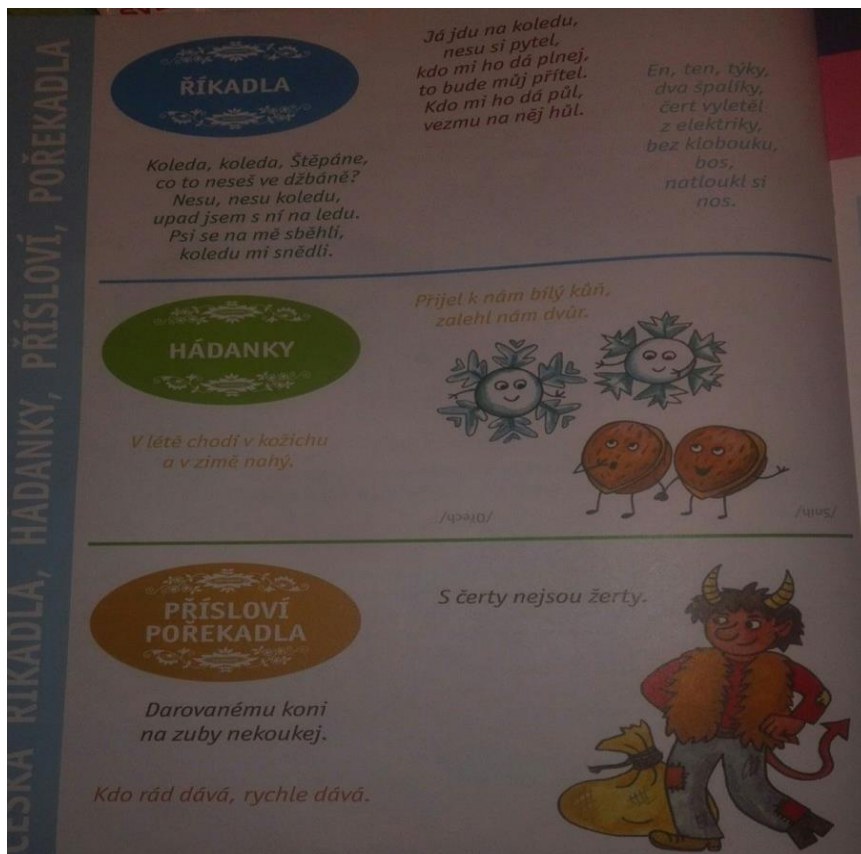 ČESKÁ ŘÍKADLA, HÁDANKY, PŘÍSLOVÍ, POŘEKADLA
ŘÍKADLA
Koleda, koleda, Štěpáne,
co to neseš ve džbáně?
Nesu, nesu koledu,
upad jsem s ní na ledu.
Psi se na mě sběhli,
koledu mi snědli.
Já jdu na koledu,
nesu si pytel,
kdo mi ho dá plnej,
to bude můj přítel.
Kdo mi ho dá půl,
vezmu na něj hůl.
En, ten, týky,
dva špalíky,
čert vyletěl
z elektriky,
bez klobouku,
bos,
natloukl si
nos.
HÁDANKY
V létě chodí v kožichu
a v zimě nahý.
/Ořech/
Přijel k nám bílý kůň,
zalehl nám dvůr.
/Sníh/
PŘÍSLOVÍ
POŘEKADLA
Darovanému koni
na zuby nekoukej.
Kdo rád dává, rychle dává.
S čerty nejsou žerty.